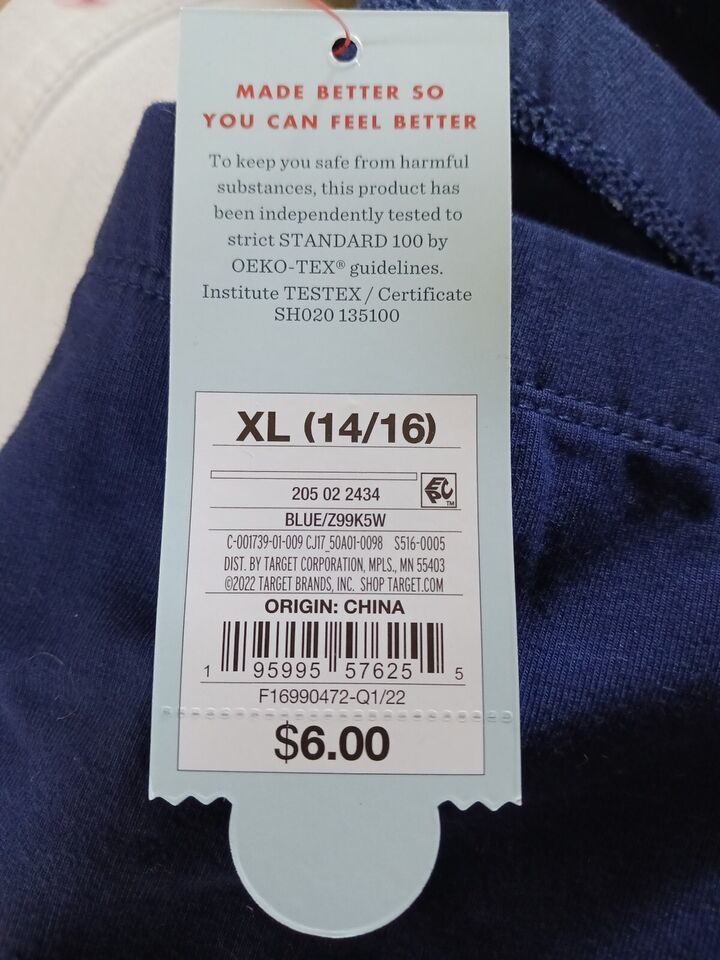 MADE BETTER SO
YOU CAN FEEL BETTER
To keep you safe from harmful
substances, this product has
been independently tested to
strict STANDARD 100 by
OEKO-TEX® guidelines.
Institute TESTEX / Certificate
SH020 135100
XL (14/16)
205 02 2434
EPC TM
BLUE/Z99K5W
C-001739-01-009 CJ17_50A01-0098 S516-0005
DIST. BY TARGET CORPORATION, MPLS., MN 55403
©2022 TARGET BRANDS, INC. SHOP TARGET.COM
ORIGIN: CHINA
1 95995 57625 5
F16990472-Q1/22
$6.00